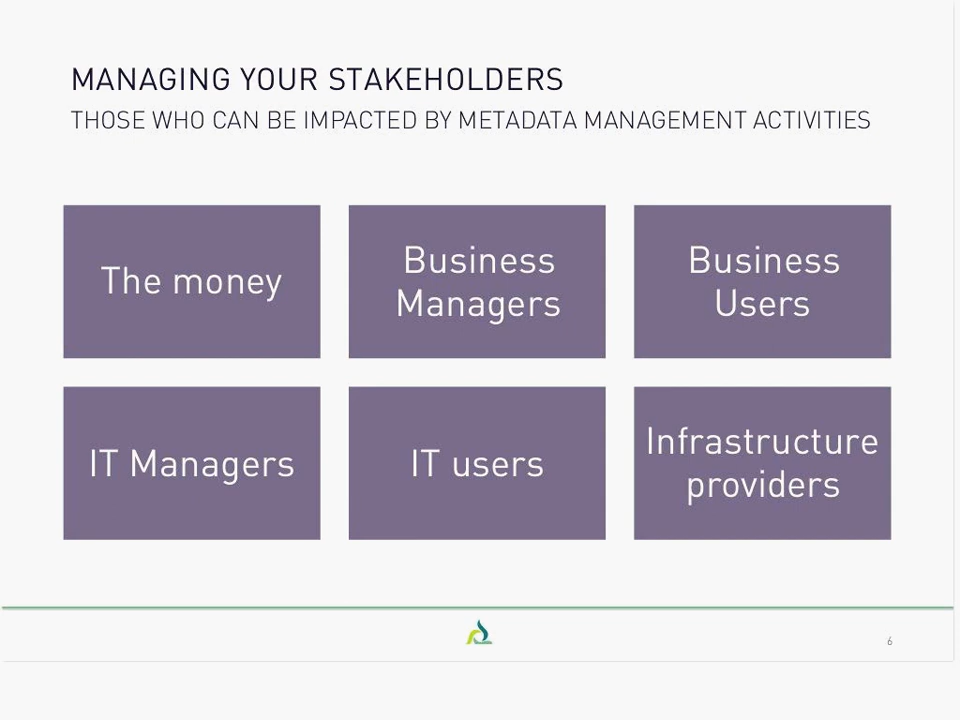 MANAGING YOUR STAKEHOLDERS
THOSE WHO CAN BE IMPACTED BY METADATA MANAGEMENT ACTIVITIES
The money
Business
Managers
Business
Users
IT Managers
IT users
Infrastructure
providers
6